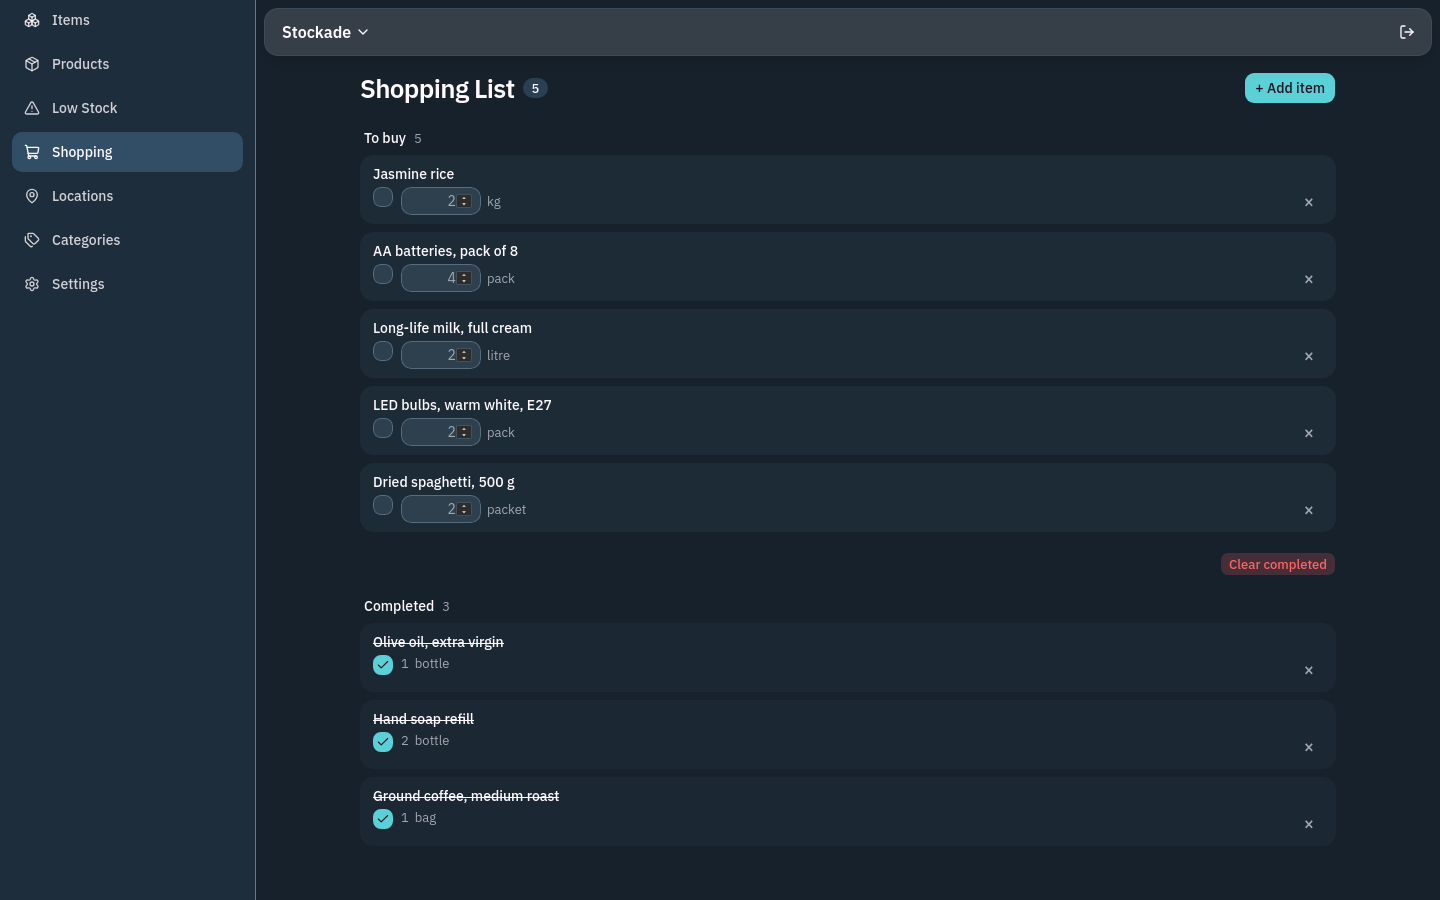 Items
Products
Low Stock
Shopping
Locations
Categories
Settings
Stockade
Shopping List 5
+ Add item
To buy 5
Jasmine rice
2 kg
×
AA batteries, pack of 8
4 pack
×
Long-life milk, full cream
2 litre
×
LED bulbs, warm white, E27
2 pack
×
Dried spaghetti, 500 g
2 packet
×
Clear completed
Completed 3
Olive oil, extra virgin
1 bottle
×
Hand soap refill
2 bottle
×
Ground coffee, medium roast
1 bag
×